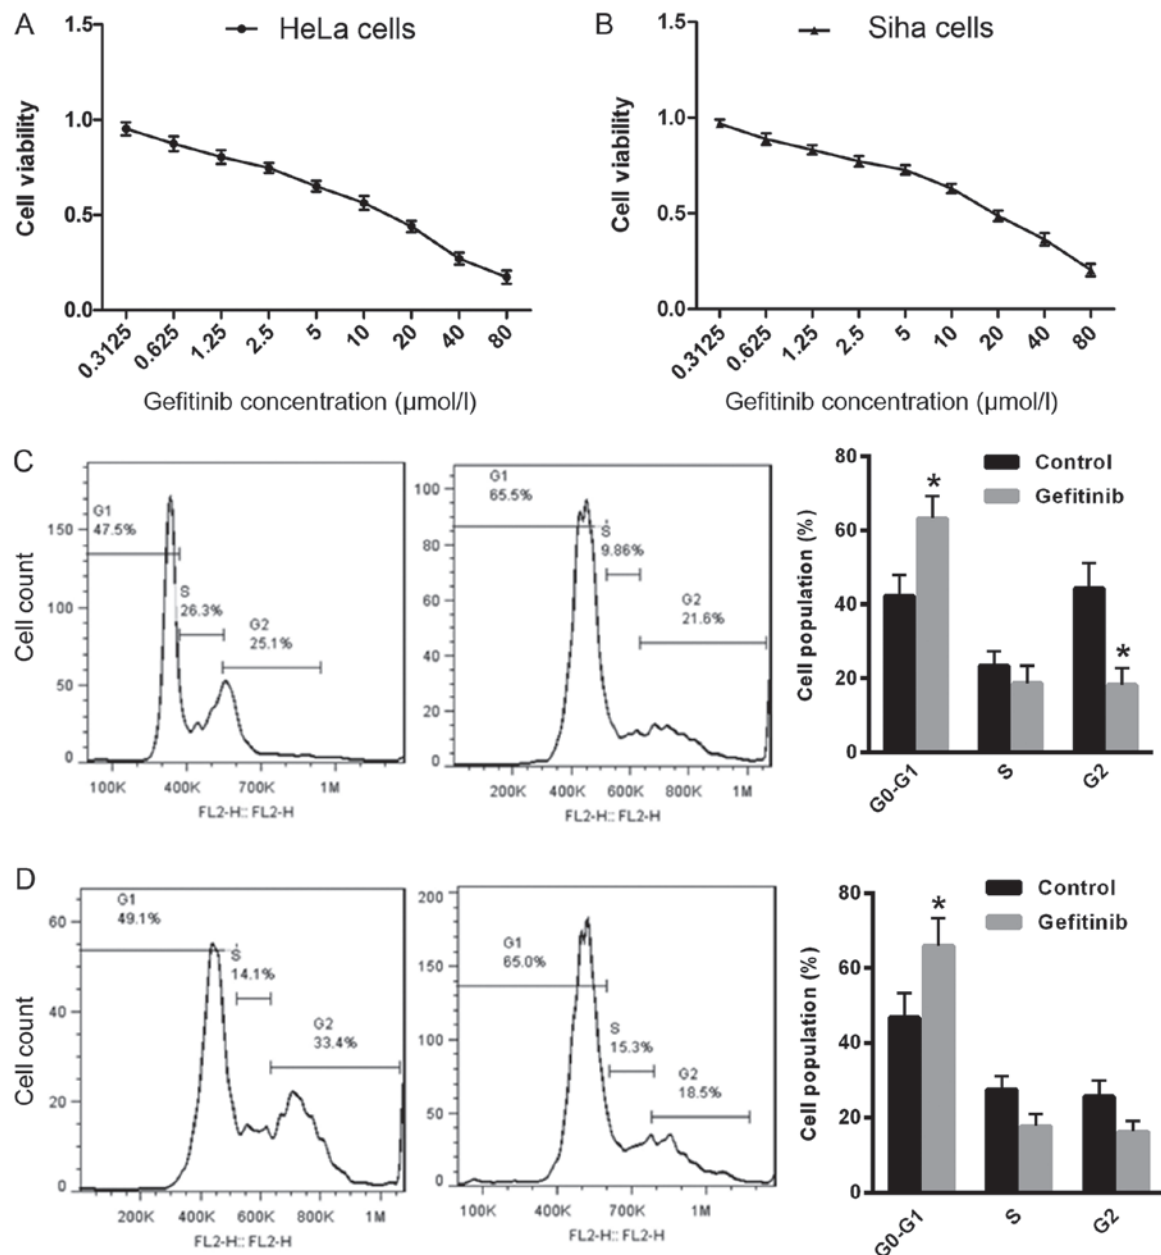 A
HeLa cells
Cell viability
1.5
1.0
0.5
0.0
0.3125 0.625 1.25 2.5 5 10 20 40 80
Gefitinib concentration (µmol/l)
B
Siha cells
Cell viability
1.5
1.0
0.5
0.0
0.3125 0.625 1.25 2.5 5 10 20 40 80
Gefitinib concentration (µmol/l)
C
Cell count
150
100
50
0
G1
47.5%
S
26.3%
G2
25.1%
100K 400K 700K 1M
FL2-H:: FL2-H
100
80
60
40
20
0
G1
65.5%
S
9.86%
G2
21.6%
200K 400K 600K 800K 1M
FL2-H:: FL2-H
Cell population (%)
80
60
40
20
0
Control
Gefitinib
*
*
G0-G1 S G2
D
Cell count
60
40
20
0
G1
49.1%
S
14.1%
G2
33.4%
200K 400K 600K 800K 1M
FL2-H:: FL2-H
200
150
100
50
0
G1
65.0%
S
15.3%
G2
18.5%
100K 400K 700K 1M
FL2-H:: FL2-H
Cell population (%)
80
60
40
20
0
Control
Gefitinib
*
G0-G1 S G2